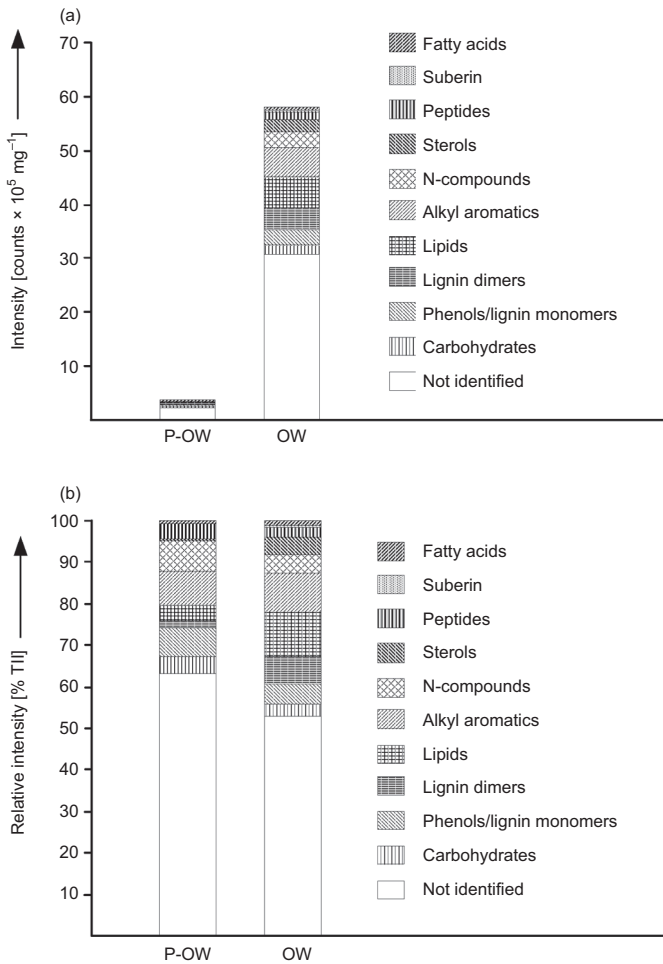 (a)
Intensity [counts × 10⁵ mg⁻¹]
70
60
50
40
30
20
10
P-OW
OW
Fatty acids
Suberin
Peptides
Sterols
N-compounds
Alkyl aromatics
Lipids
Lignin dimers
Phenols/lignin monomers
Carbohydrates
Not identified
(b)
Relative intensity [% TII]
100
90
80
70
60
50
40
30
20
10
P-OW
OW
Fatty acids
Suberin
Peptides
Sterols
N-compounds
Alkyl aromatics
Lipids
Lignin dimers
Phenols/lignin monomers
Carbohydrates
Not identified